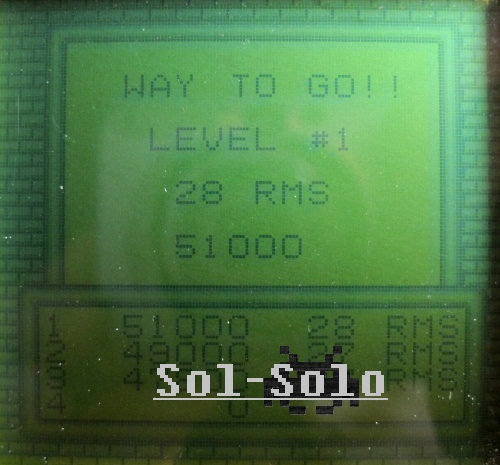 WAY TO GO!!
LEVEL #1
28 RMS
51000
1 51000 28 RMS
2 49000 RMS
3 4 RMS
4 0
Sol-Solo